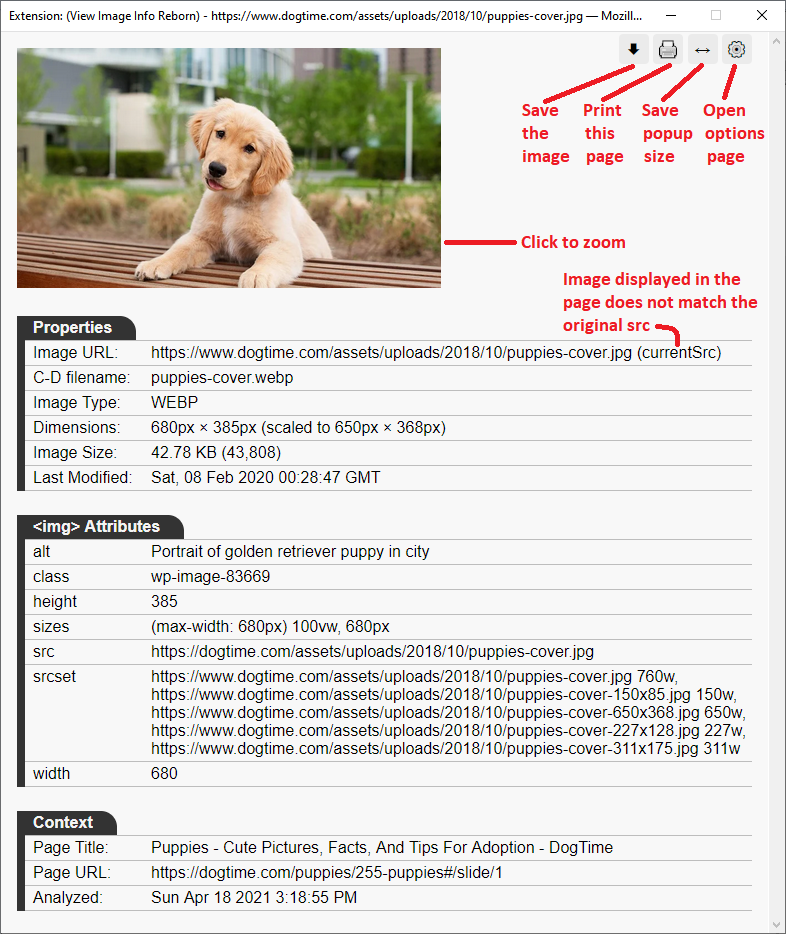 Extension: (View Image Info Reborn) - https://www.dogtime.com/assets/uploads/2018/10/puppies-cover.jpg — Mozill...
Save the image
Print this page
Save popup size
Open options page
Click to zoom
Image displayed in the
page does not match the
original src
Properties
Image URL: https://www.dogtime.com/assets/uploads/2018/10/puppies-cover.jpg (currentSrc)
C-D filename: puppies-cover.webp
Image Type: WEBP
Dimensions: 680px × 385px (scaled to 650px × 368px)
Image Size: 42.78 KB (43,808)
Last Modified: Sat, 08 Feb 2020 00:28:47 GMT
<img> Attributes
alt Portrait of golden retriever puppy in city
class wp-image-83669
height 385
sizes (max-width: 680px) 100vw, 680px
src https://dogtime.com/assets/uploads/2018/10/puppies-cover.jpg
srcset https://www.dogtime.com/assets/uploads/2018/10/puppies-cover.jpg 760w,
https://www.dogtime.com/assets/uploads/2018/10/puppies-cover-150x85.jpg 150w,
https://www.dogtime.com/assets/uploads/2018/10/puppies-cover-650x368.jpg 650w,
https://www.dogtime.com/assets/uploads/2018/10/puppies-cover-227x128.jpg 227w,
https://www.dogtime.com/assets/uploads/2018/10/puppies-cover-311x175.jpg 311w
width 680
Context
Page Title: Puppies - Cute Pictures, Facts, And Tips For Adoption - DogTime
Page URL: https://dogtime.com/puppies/255-puppies#/slide/1
Analyzed: Sun Apr 18 2021 3:18:55 PM